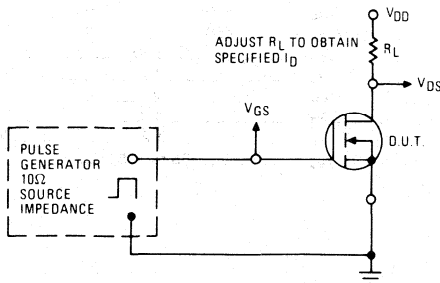 VDD
ADJUST RL TO OBTAIN
SPECIFIED ID
RL
VDS
VGS
D.U.T.
PULSE
GENERATOR
10Ω
SOURCE
IMPEDANCE